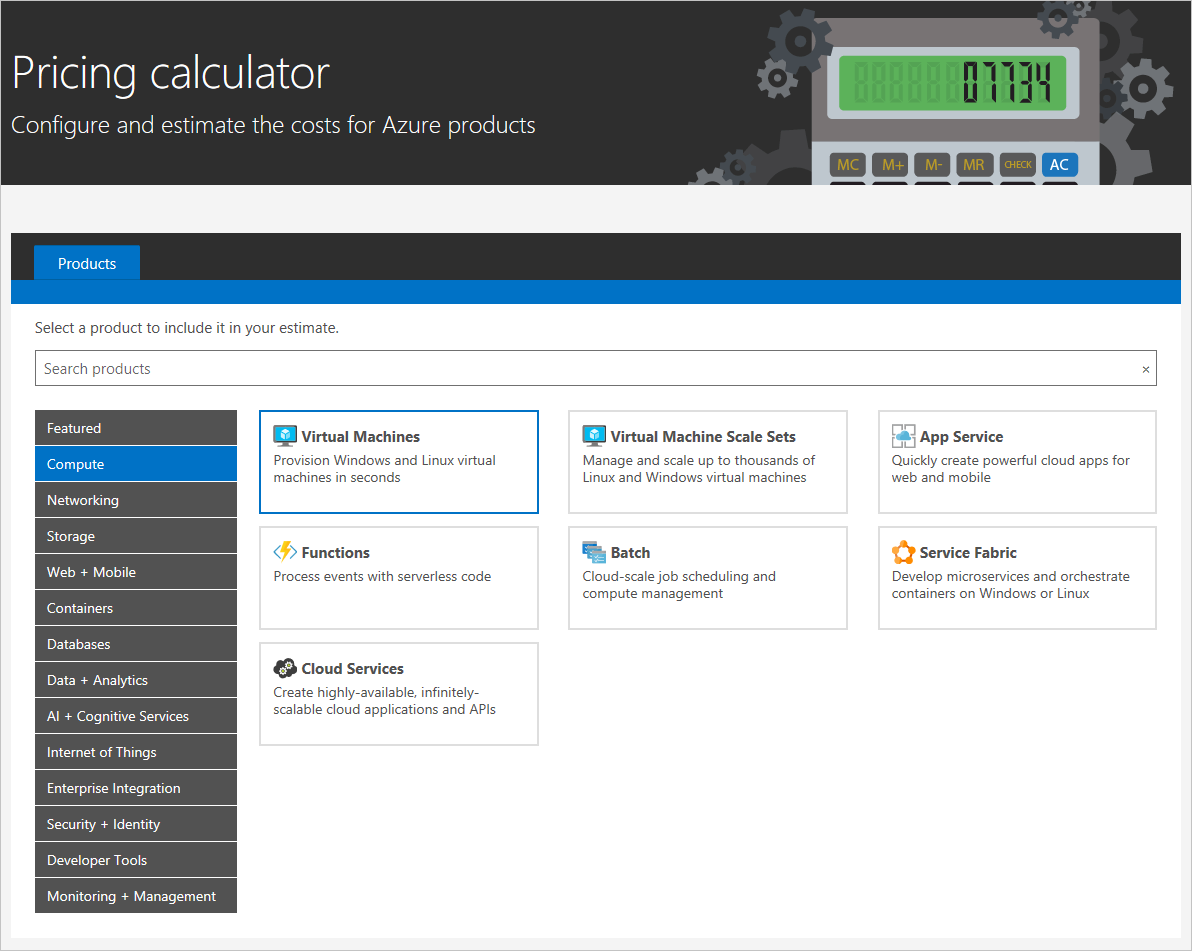 Pricing calculator
Configure and estimate the costs for Azure products
07734
MC M+ M- MR CHECK AC
Products
Select a product to include it in your estimate.
Search products ×
Featured
Compute
Networking
Storage
Web + Mobile
Containers
Databases
Data + Analytics
AI + Cognitive Services
Internet of Things
Enterprise Integration
Security + Identity
Developer Tools
Monitoring + Management
Virtual Machines
Provision Windows and Linux virtual
machines in seconds
Virtual Machine Scale Sets
Manage and scale up to thousands of
Linux and Windows virtual machines
App Service
Quickly create powerful cloud apps for
web and mobile
Functions
Process events with serverless code
Batch
Cloud-scale job scheduling and
compute management
Service Fabric
Develop microservices and orchestrate
containers on Windows or Linux
Cloud Services
Create highly-available, infinitely-
scalable cloud applications and APIs